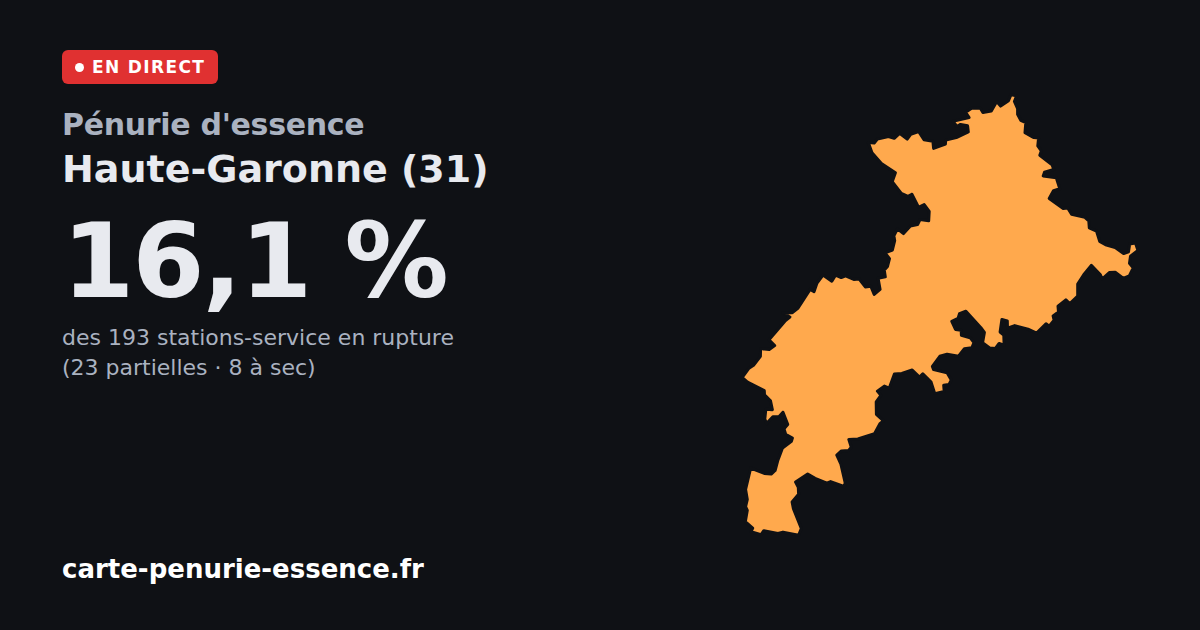 EN DIRECT
Pénurie d'essence
Haute-Garonne (31)
16,1 %
des 193 stations-service en rupture
(23 partielles · 8 à sec)
carte-penurie-essence.fr